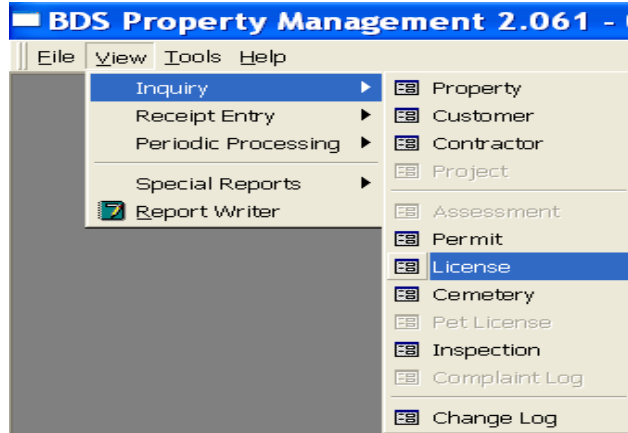 BDS Property Management 2.061 -
File View Tools Help
Inquiry
Receipt Entry
Periodic Processing
Special Reports
Report Writer
Property
Customer
Contractor
Project
Assessment
Permit
License
Cemetery
Pet License
Inspection
Complaint Log
Change Log